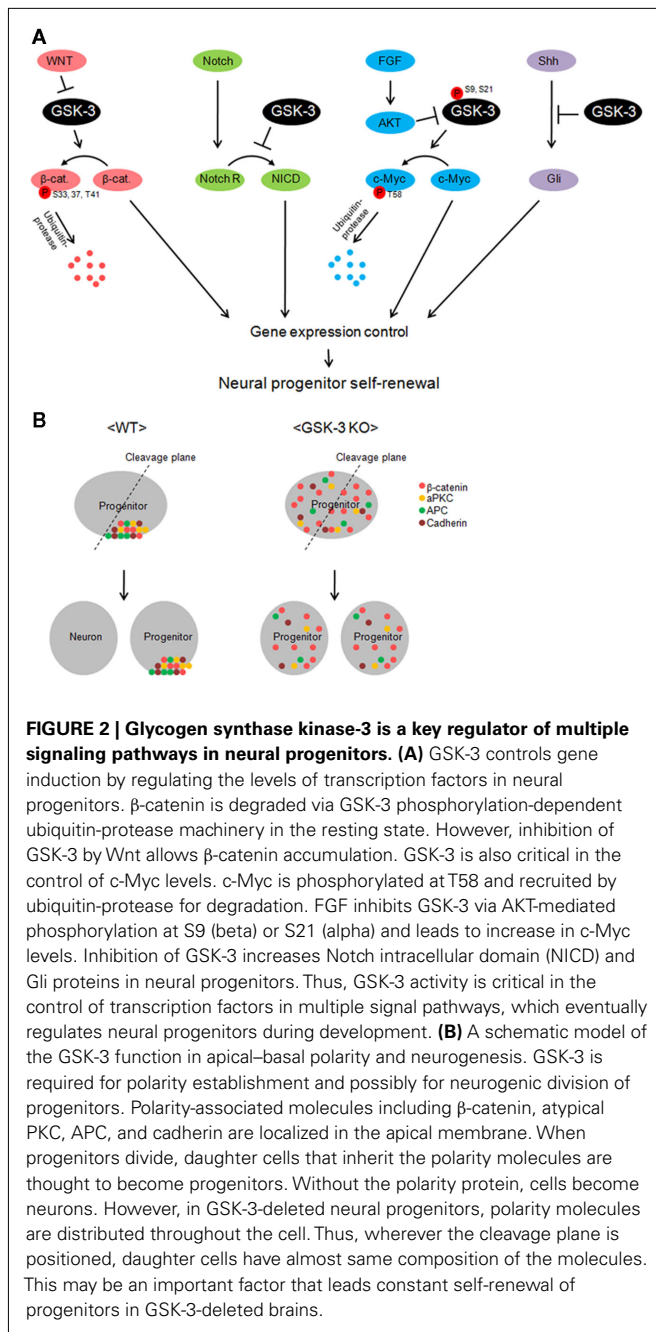 A
WNT Notch FGF Shh
P S9, S21
GSK-3 GSK-3 AKT GSK-3 GSK-3
β-cat. β-cat. Notch R NICD c-Myc c-Myc Gli
P S33, 37, T41 P T58
Ubiquitin-
protease
Ubiquitin-
protease
Gene expression control
Neural progenitor self-renewal
B
<WT> <GSK-3 KO>
Cleavage plane Cleavage plane
Progenitor Progenitor
β-catenin
aPKC
APC
Cadherin
Neuron Progenitor Progenitor Progenitor
FIGURE 2 | Glycogen synthase kinase-3 is a key regulator of multiple
signaling pathways in neural progenitors. (A) GSK-3 controls gene
induction by regulating the levels of transcription factors in neural
progenitors. β-catenin is degraded via GSK-3 phosphorylation-dependent
ubiquitin-protease machinery in the resting state. However, inhibition of
GSK-3 by Wnt allows β-catenin accumulation. GSK-3 is also critical in the
control of c-Myc levels. c-Myc is phosphorylated at T58 and recruited by
ubiquitin-protease for degradation. FGF inhibits GSK-3 via AKT-mediated
phosphorylation at S9 (beta) or S21 (alpha) and leads to increase in c-Myc
levels. Inhibition of GSK-3 increases Notch intracellular domain (NICD) and
Gli proteins in neural progenitors. Thus, GSK-3 activity is critical in the
control of transcription factors in multiple signal pathways, which eventually
regulates neural progenitors during development. (B) A schematic model of
the GSK-3 function in apical–basal polarity and neurogenesis. GSK-3 is
required for polarity establishment and possibly for neurogenic division of
progenitors. Polarity-associated molecules including β-catenin, atypical
PKC, APC, and cadherin are localized in the apical membrane. When
progenitors divide, daughter cells that inherit the polarity molecules are
thought to become progenitors. Without the polarity protein, cells become
neurons. However, in GSK-3-deleted neural progenitors, polarity molecules
are distributed throughout the cell. Thus, wherever the cleavage plane is
positioned, daughter cells have almost same composition of the molecules.
This may be an important factor that leads constant self-renewal of
progenitors in GSK-3-deleted brains.